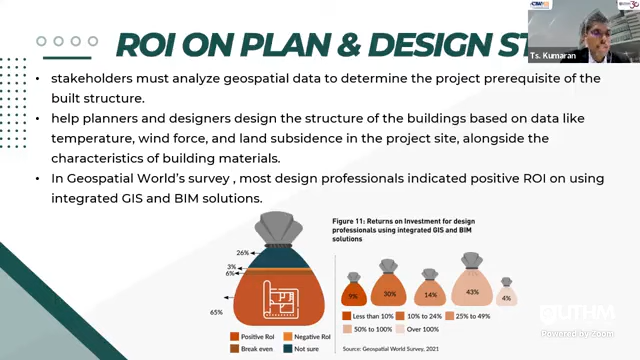 ROI ON PLAN & DESIGN ST
Ts. Kumaran
• stakeholders must analyze geospatial data to determine the project prerequisite of the
built structure.
• help planners and designers design the structure of the buildings based on data like
temperature, wind force, and land subsidence in the project site, alongside the
characteristics of building materials.
• In Geospatial World's survey , most design professionals indicated positive ROI on using
integrated GIS and BIM solutions.
Figure 11: Returns on Investment for design
professionals using integrated GIS and BIM
solutions
26%
3%
6%
65%
Positive RoI
Negative ROI
Break even
Not sure
9%
30%
14%
43%
4%
Less than 10%
10% to 24%
25% to 49%
50% to 100%
Over 100%
Source: Geospatial World Survey, 2021
UTHM
Powered by Zoom